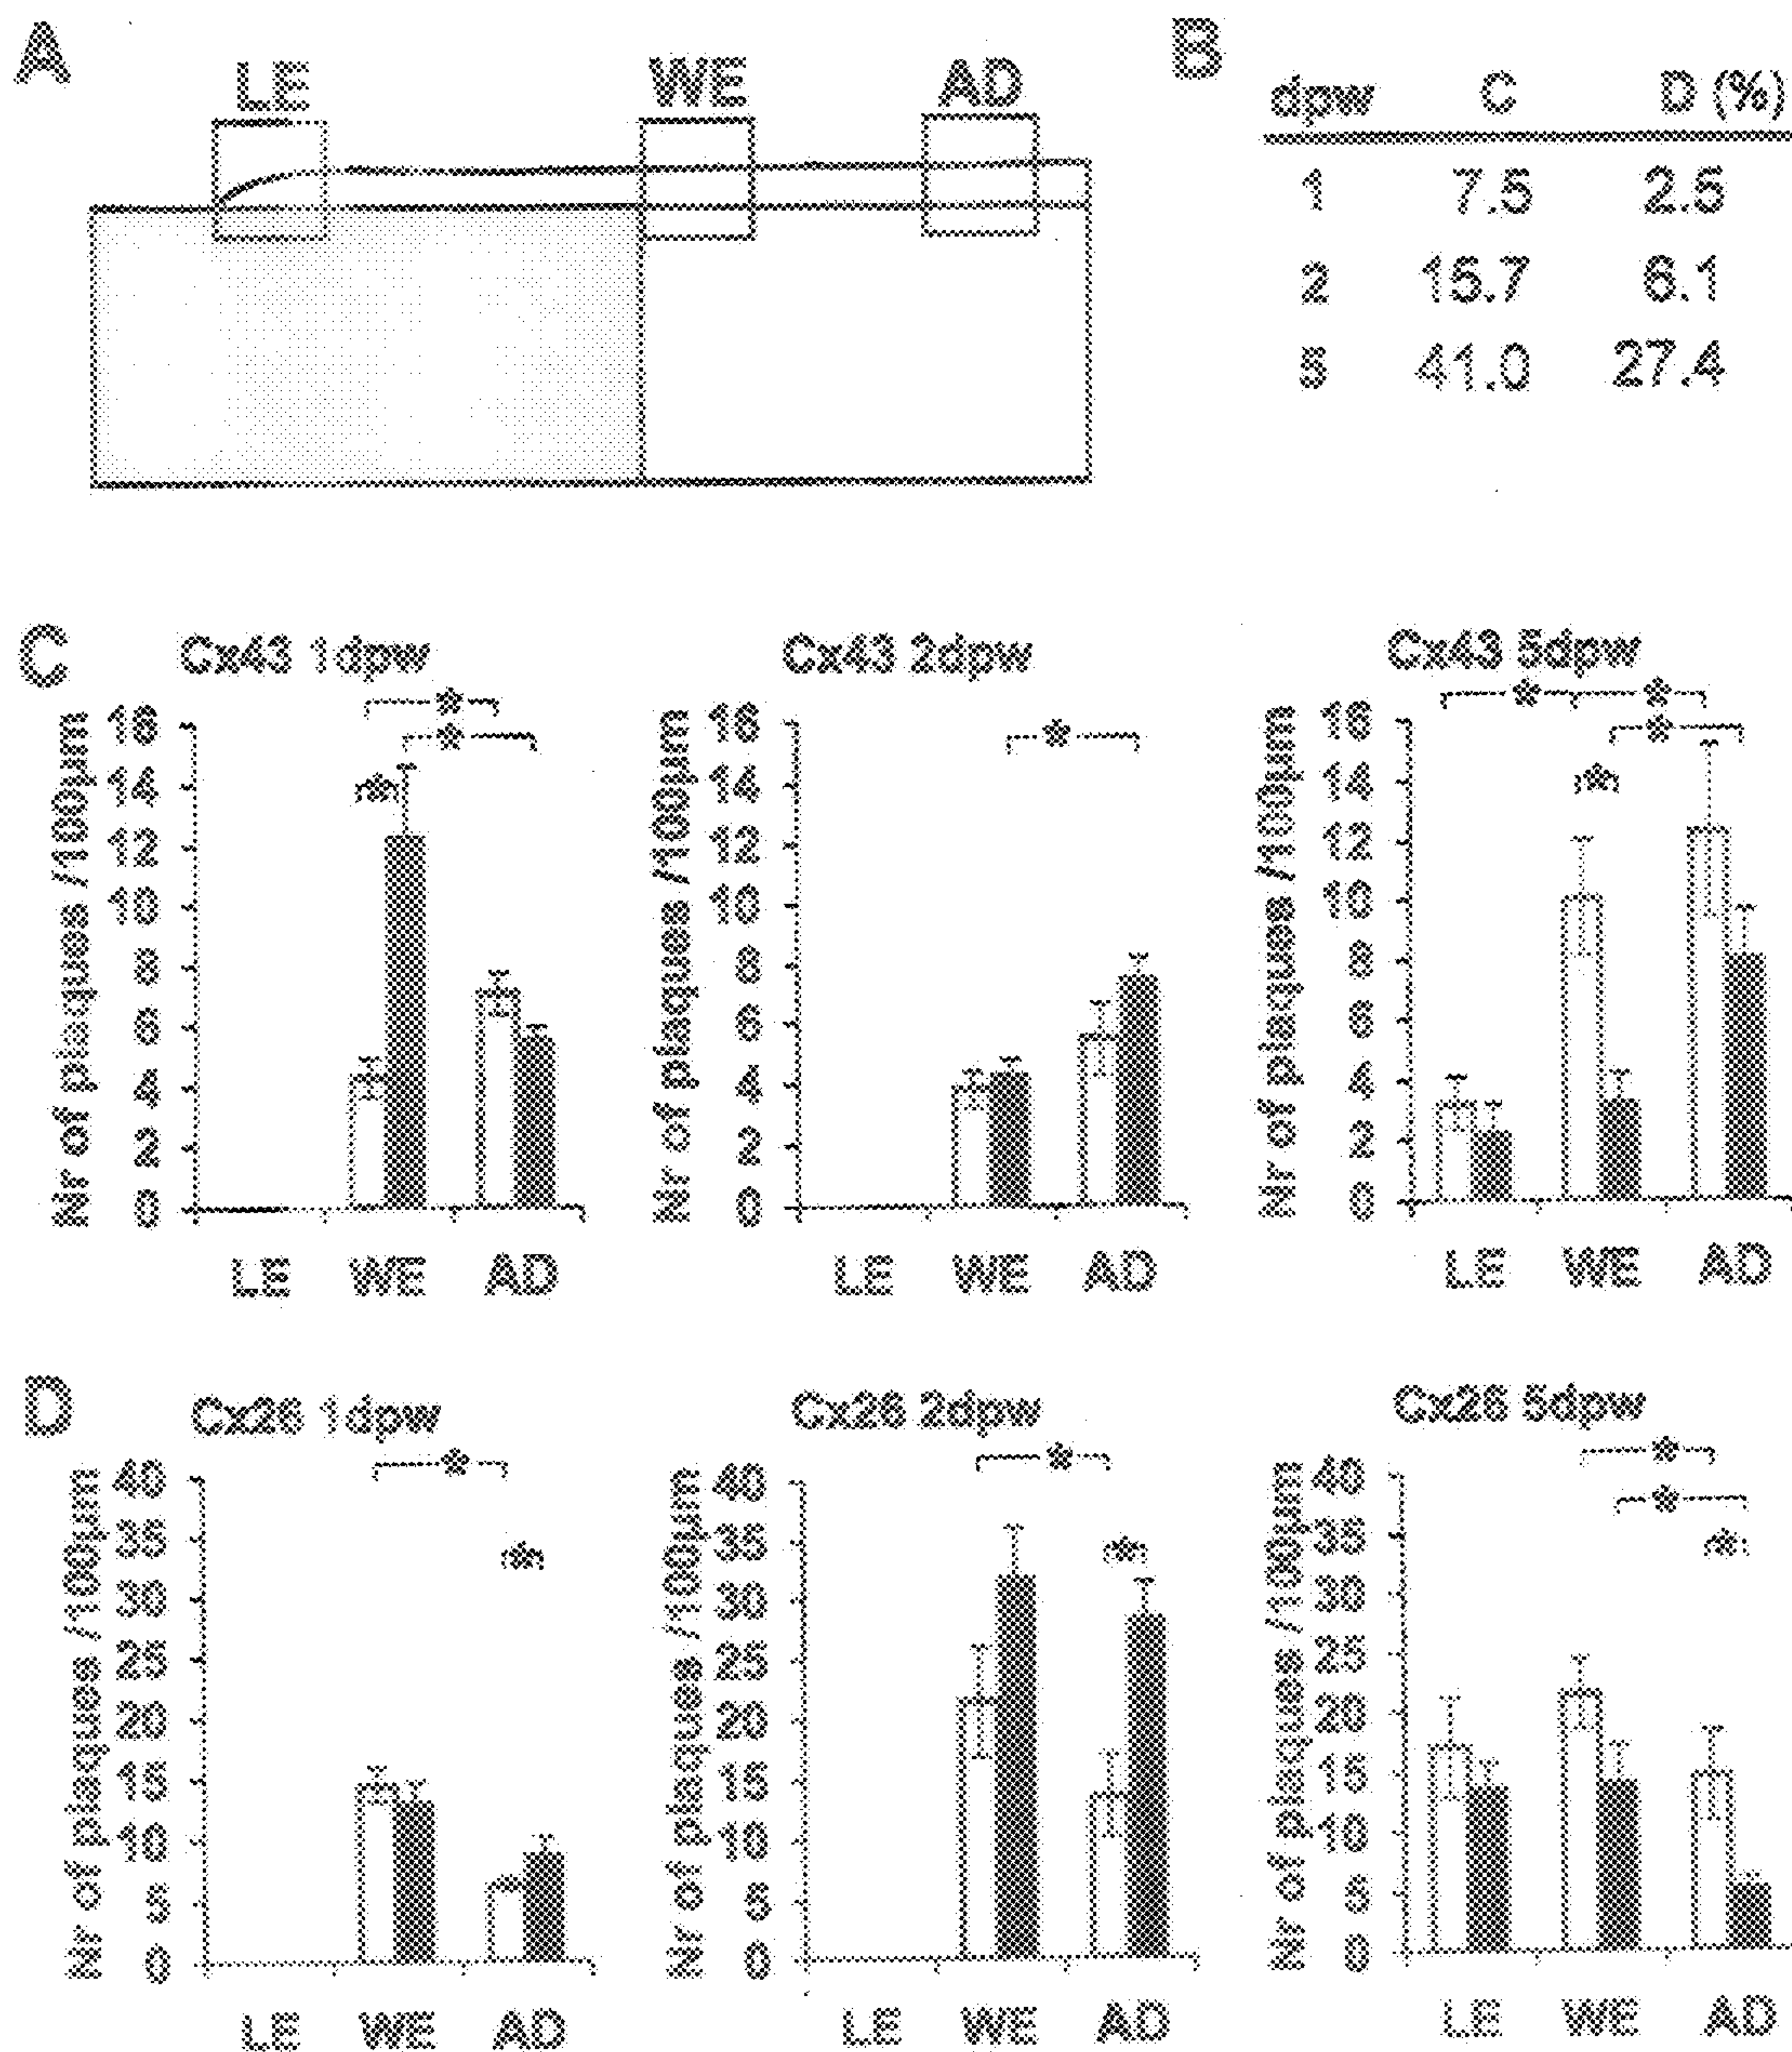 A
LE WE AD
B
dpw C D (%)
1 7.5 2.5
2 15.7 6.1
5 41.0 27.4
C
Cx43 1dpw
Nr of plaques /100µm
16
14
12
10
8
6
4
2
0
* * *
LE WE AD
Cx43 2dpw
Nr of plaques /100µm
16
14
12
10
8
6
4
2
0
*
LE WE AD
Cx43 5dpw
Nr of plaques /100µm
16
14
12
10
8
6
4
2
0
* * * *
LE WE AD
D
Cx26 1dpw
Nr of plaques /100µm
40
35
30
25
20
15
10
5
0
* *
LE WE AD
Cx26 2dpw
Nr of plaques /100µm
40
35
30
25
20
15
10
5
0
* *
LE WE AD
Cx26 5dpw
Nr of plaques /100µm
40
35
30
25
20
15
10
5
0
* * *
LE WE AD